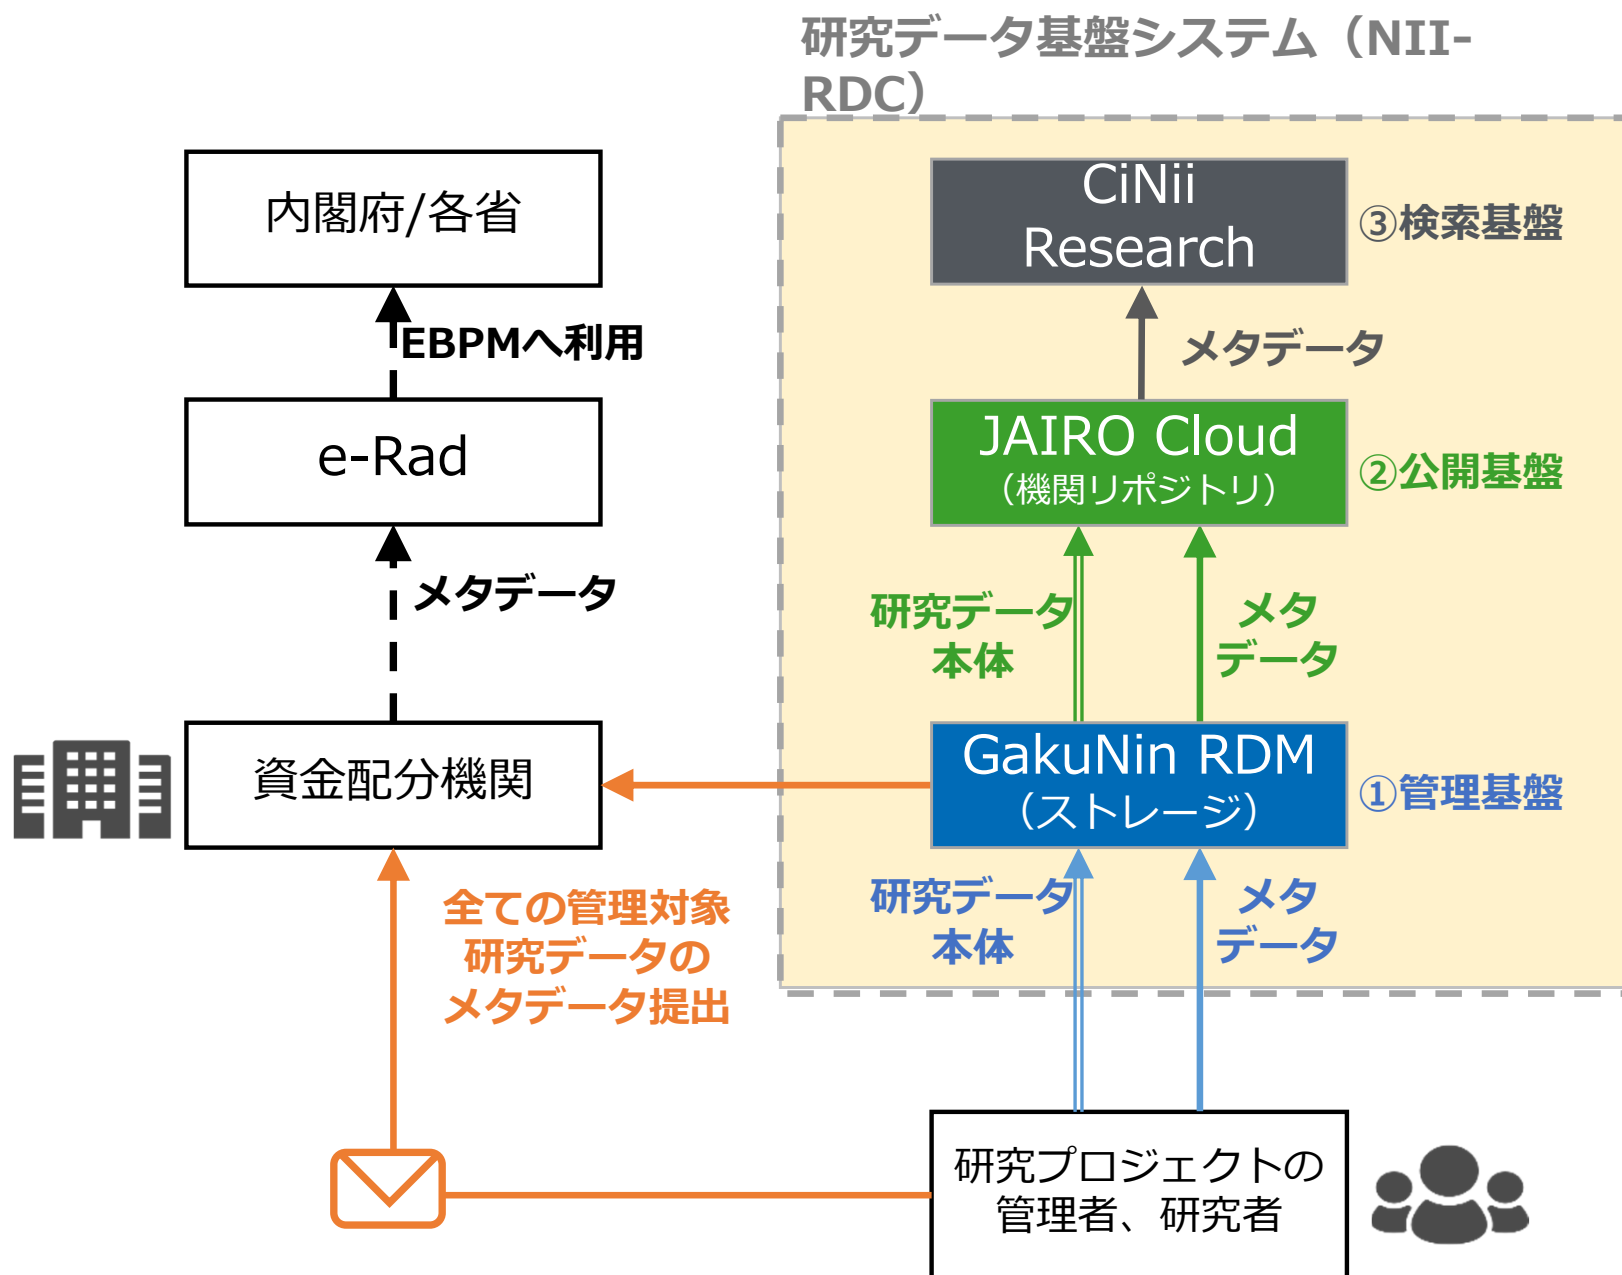 研究データ基盤システム（NII-
RDC）
内閣府/各省
CiNii
Research
③検索基盤
EBPMへ利用
メタデータ
e-Rad
JAIRO Cloud
（機関リポジトリ）
②公開基盤
メタデータ
研究データ
本体
メタ
データ
資金配分機関
GakuNin RDM
（ストレージ）
①管理基盤
全ての管理対象
研究データの
メタデータ提出
研究データ
本体
メタ
データ
研究プロジェクトの
管理者、研究者